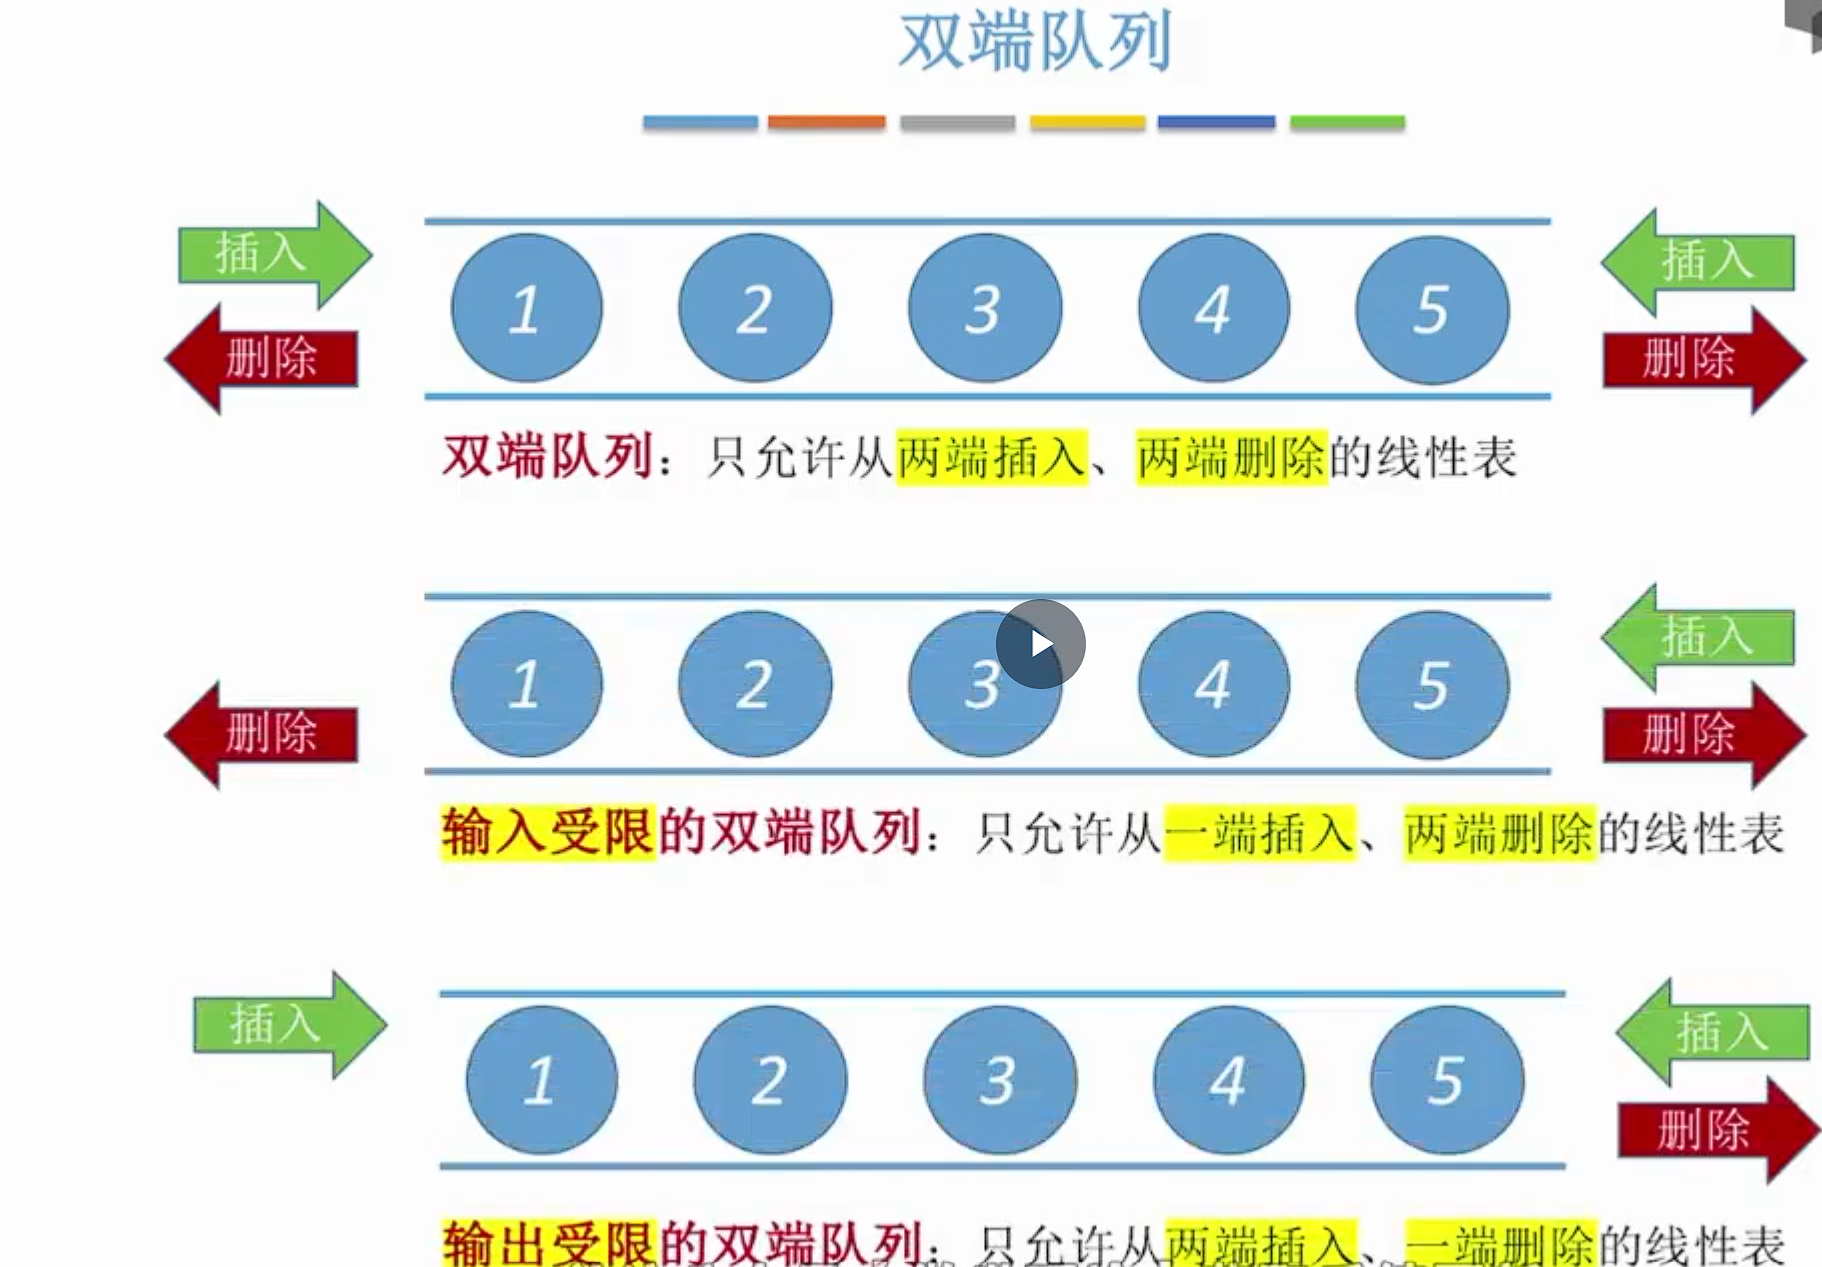 双端队列
插入 插入
1 2 3 4 5
删除 删除
双端队列：只允许从两端插入、两端删除的线性表
插入
1 2 3 4 5
删除 删除
输入受限的双端队列：只允许从一端插入、两端删除的线性表
插入 插入
1 2 3 4 5
删除
输出受限的双端队列：只允许从两端插入、一端删除的线性表